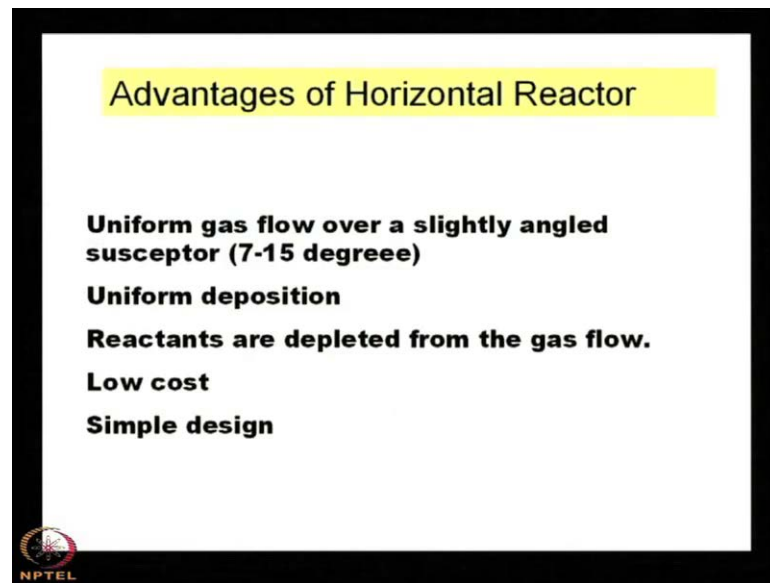 Advantages of Horizontal Reactor
Uniform gas flow over a slightly angled
susceptor (7-15 degreee)
Uniform deposition
Reactants are depleted from the gas flow.
Low cost
Simple design
NPTEL